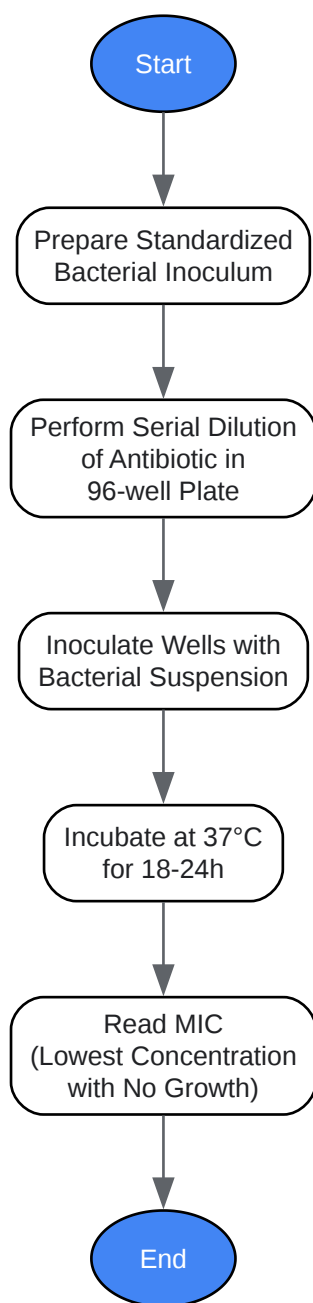 Start
Prepare Standardized
Bacterial Inoculum
Perform Serial Dilution
of Antibiotic in
96-well Plate
Inoculate Wells with
Bacterial Suspension
Incubate at 37°C
for 18-24h
Read MIC
(Lowest Concentration
with No Growth)
End